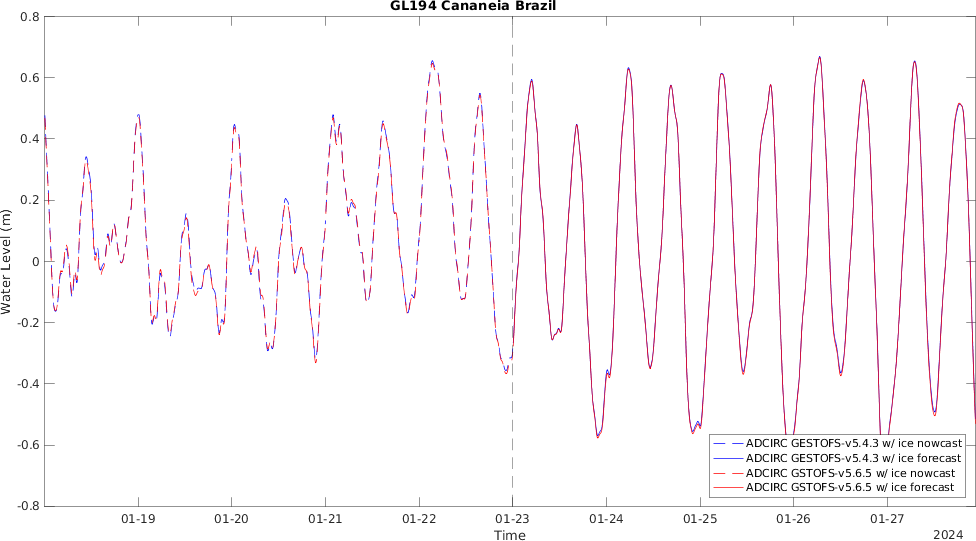 GL194 Cananeia Brazil
0.8
0.6
0.4
0.2
0
-0.2
-0.4
-0.6
-0.8
Water Level (m)
01-19 01-20 01-21 01-22 01-23 01-24 01-25 01-26 01-27
Time
2024
ADCIRC GESTOFS-v5.4.3 w/ ice nowcast
ADCIRC GESTOFS-v5.4.3 w/ ice forecast
ADCIRC GSTOFS-v5.6.5 w/ ice nowcast
ADCIRC GSTOFS-v5.6.5 w/ ice forecast